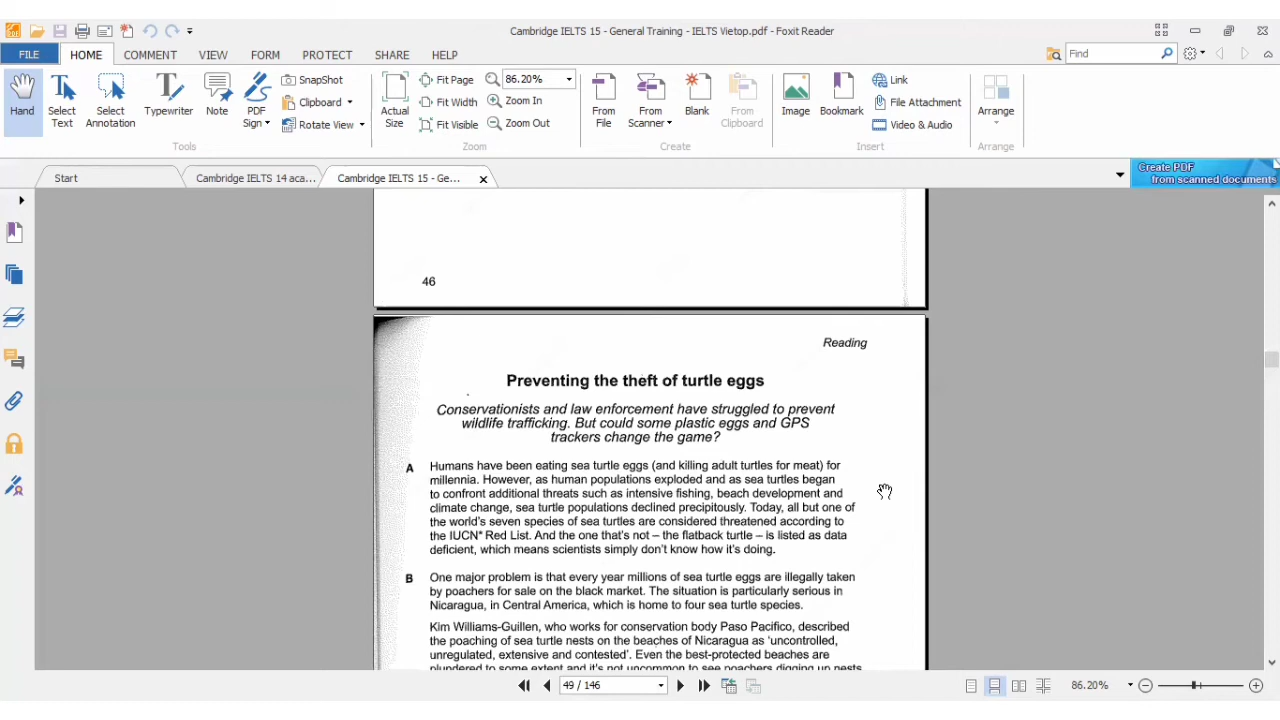 Cambridge IELTS 15 - General Training - IELTS Vietop.pdf - Foxit Reader
FILE HOME COMMENT VIEW FORM PROTECT SHARE HELP
Find
Hand
Select Text
Select Annotation
Typewriter
Note
PDF Sign
SnapShot
Clipboard
Rotate View
Tools
Actual Size
Fit Page
Fit Width
Fit Visible
86.20%
Zoom In
Zoom Out
Zoom
From File
From Scanner
Blank
From Clipboard
Create
Image
Bookmark
Link
File Attachment
Video & Audio
Insert
Arrange
Arrange
Start
Cambridge IELTS 14 aca...
Cambridge IELTS 15 - Ge...
Create PDF
from scanned documents
46
Reading
Preventing the theft of turtle eggs
Conservationists and law enforcement have struggled to prevent
wildlife trafficking. But could some plastic eggs and GPS
trackers change the game?
A Humans have been eating sea turtle eggs (and killing adult turtles for meat) for
millennia. However, as human populations exploded and as sea turtles began
to confront additional threats such as intensive fishing, beach development and
climate change, sea turtle populations declined precipitously. Today, all but one of
the world's seven species of sea turtles are considered threatened according to
the IUCN* Red List. And the one that's not – the flatback turtle – is listed as data
deficient, which means scientists simply don't know how it's doing.
B One major problem is that every year millions of sea turtle eggs are illegally taken
by poachers for sale on the black market. The situation is particularly serious in
Nicaragua, in Central America, which is home to four sea turtle species.
Kim Williams-Guillen, who works for conservation body Paso Pacifico, described
the poaching of sea turtle nests on the beaches of Nicaragua as 'uncontrolled,
unregulated, extensive and contested'. Even the best-protected beaches are
plundered to some extent and it's not uncommon to see poachers digging up nests
49 / 146
86.20%